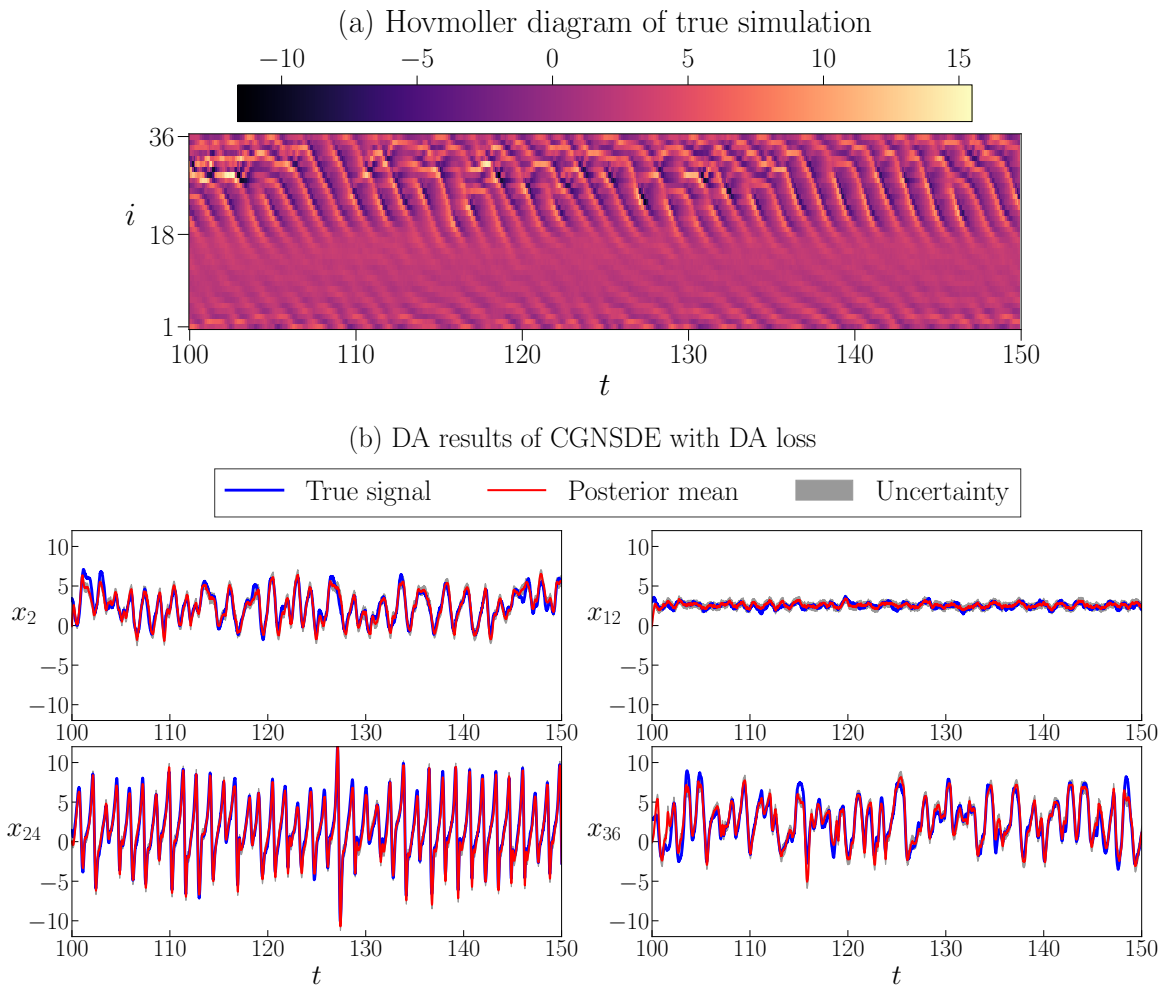 (a) Hovmoller diagram of true simulation
−10 −5 0 5 10 15
36
i
18
1
100 110 120 130 140 150
t
(b) DA results of CGNSDE with DA loss
True signal Posterior mean Uncertainty
10
5
x2
0
−5
−10
100 110 120 130 140 150
10
5
x12
0
−5
−10
100 110 120 130 140 150
10
5
x24
0
−5
−10
100 110 120 130 140 150
t
10
5
x36
0
−5
−10
100 110 120 130 140 150
t